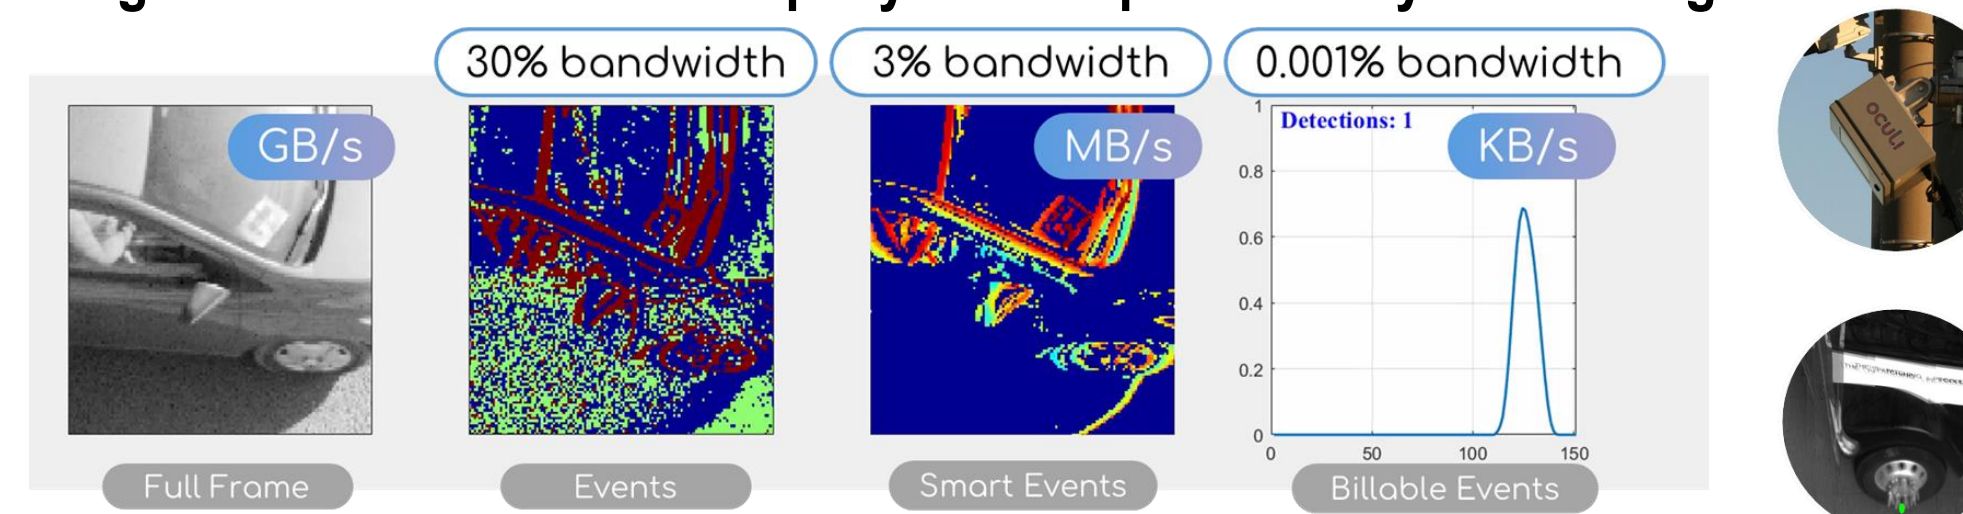 30% bandwidth
3% bandwidth
0.001% bandwidth
GB/s
MB/s
KB/s
Detections: 1
1
0.8
0.6
0.4
0.2
0
0
50
100
150
Full Frame
Events
Smart Events
Billable Events
oculi